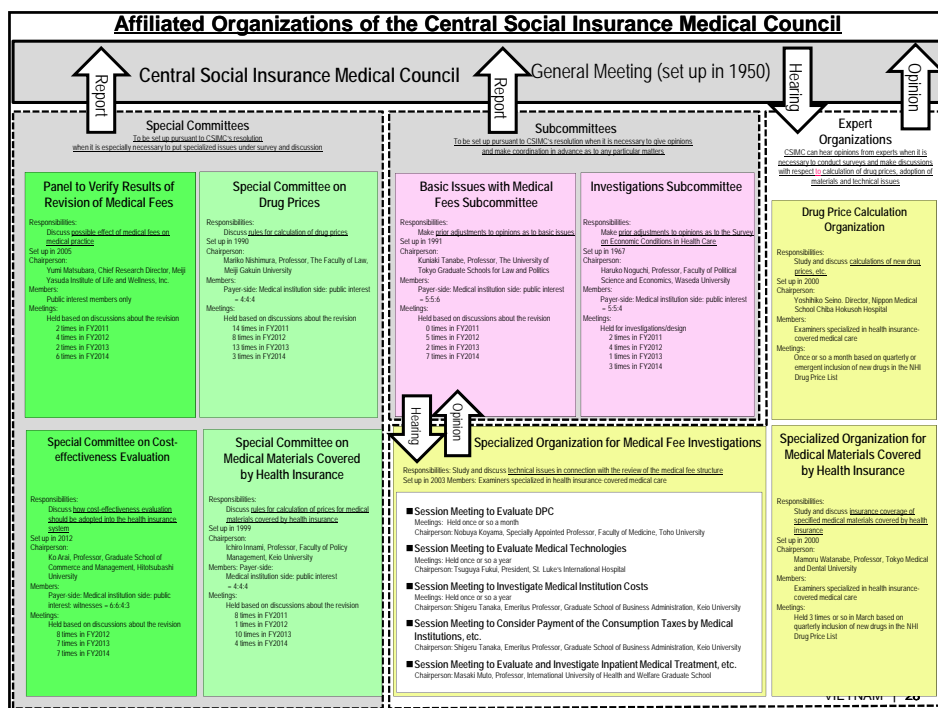 Affiliated Organizations of the Central Social Insurance Medical Council
Central Social Insurance Medical Council
General Meeting (set up in 1950)
Report
Report
Hearing
Opinion
Special Committees
To be set up pursuant to CSIMC's resolution
when it is especially necessary to put specialized issues under survey and discussion
Subcommittees
To be set up pursuant to CSIMC's resolution when it is necessary to give opinions
and make coordination in advance as to any particular matters.
Expert
Organizations
CSIMC can hear opinions from experts when it is
necessary to conduct surveys and make discussions
with respect to calculation of drug prices, adoption of
materials and technical issues
Panel to Verify Results of
Revision of Medical Fees
Responsibilities:
Discuss possible effect of medical fees on
medical practice
Set up in 2005
Chairperson:
Yumi Matsubara, Chief Research Director, Meiji
Yasuda Institute of Life and Wellness, Inc.
Members:
Public interest members only
Meetings:
Held based on discussions about the revision
2 times in FY2011
4 times in FY2012
2 times in FY2013
6 times in FY2014
Special Committee on
Drug Prices
Responsibilities:
Discuss rules for calculation of drug prices
Set up in 1990
Chairperson:
Mariko Nishimura, Professor, The Faculty of Law,
Meiji Gakuin University
Members:
Payer-side: Medical institution side: public interest
= 4:4:4
Meetings:
Held based on discussions about the revision
14 times in FY2011
8 times in FY2012
13 times in FY2013
3 times in FY2014
Basic Issues with Medical
Fees Subcommittee
Responsibilities:
Make prior adjustments to opinions as to basic issues
Set up in 1991
Chairperson:
Kuniaki Tanabe, Professor, The University of
Tokyo Graduate Schools for Law and Politics
Members:
Payer-side: Medical institution side: public interest
= 5:5:6
Meetings:
Held based on discussions about the revision
0 times in FY2011
5 times in FY2012
2 times in FY2013
7 times in FY2014
Investigations Subcommittee
Responsibilities:
Make prior adjustments to opinions as to the Survey
on Economic Conditions in Health Care
Set up in 1967
Chairperson:
Haruko Noguchi, Professor, Faculty of Political
Science and Economics, Waseda University
Members:
Payer-side: Medical institution side: public interest
= 5:5:4
Meetings:
Held for investigations/design
2 times in FY2011
4 times in FY2012
1 times in FY2013
3 times in FY2014
Drug Price Calculation
Organization
Responsibilities:
Study and discuss calculations of new drug
prices, etc.
Set up in 2000
Chairperson:
Yoshihiko Seino. Director, Nippon Medical
School Chiba Hokusoh Hospital
Members:
Examiners specialized in health insurance-
covered medical care
Meetings:
Once or so a month based on quarterly or
emergent inclusion of new drugs in the NHI
Drug Price List
Special Committee on Cost-
effectiveness Evaluation
Responsibilities:
Discuss how cost-effectiveness evaluation
should be adopted into the health insurance
system
Set up in 2012
Chairperson:
Ko Arai, Professor, Graduate School of
Commerce and Management, Hitotsubashi
University
Members:
Payer-side: Medical institution side: public
interest: witnesses = 6:6:4:3
Meetings:
Held based on discussions about the revision
8 times in FY2012
7 times in FY2013
7 times in FY2014
Special Committee on
Medical Materials Covered
by Health Insurance
Responsibilities:
Discuss rules for calculation of prices for medical
materials covered by health insurance
Set up in 1999
Chairperson:
Ichiro Innami, Professor, Faculty of Policy
Management, Keio University
Members: Payer-side:
Medical institution side: public interest
= 4:4:4
Meetings:
Held based on discussions about the revision
8 times in FY2011
1 times in FY2012
10 times in FY2013
4 times in FY2014
Hearing
Opinion
Specialized Organization for Medical Fee Investigations
Responsibilities: Study and discuss technical issues in connection with the review of the medical fee structure
Set up in 2003 Members: Examiners specialized in health insurance-covered medical care
■Session Meeting to Evaluate DPC
Meetings: Held once or so a month
Chairperson: Nobuya Koyama, Specially Appointed Professor, Faculty of Medicine, Toho University
■Session Meeting to Evaluate Medical Technologies
Meetings: Held once or so a year
Chairperson: Tsuguya Fukui, President, St. Luke's International Hospital
■Session Meeting to Investigate Medical Institution Costs
Meetings: Held once or so a year
Chairperson: Shigeru Tanaka, Emeritus Professor, Graduate School of Business Administration, Keio University
■Session Meeting to Consider Payment of the Consumption Taxes by Medical
Institutions, etc.
Chairperson: Shigeru Tanaka, Emeritus Professor, Graduate School of Business Administration, Keio University
■Session Meeting to Evaluate and Investigate Inpatient Medical Treatment, etc.
Chairperson: Masaki Muto, Professor, International University of Health and Welfare Graduate School
Specialized Organization for
Medical Materials Covered
by Health Insurance
Responsibilities:
Study and discuss insurance coverage of
specified medical materials covered by health
insurance
Set up in 2000
Chairperson:
Mamoru Watanabe, Professor, Tokyo Medical
and Dental University
Members:
Examiners specialized in health insurance-
covered medical care
Meetings:
Held 3 times or so in March based on
quarterly inclusion of new drugs in the NHI
Drug Price List
VIETNAM | 28